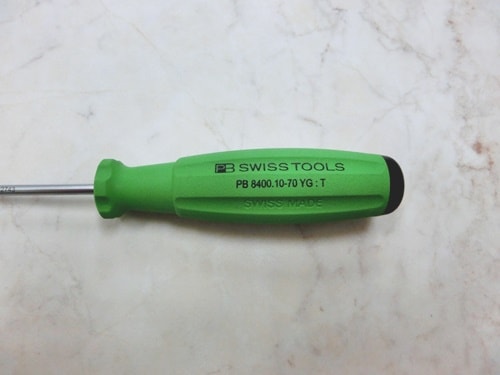 PB SWISS TOOLS
PB 8400.10-70 YG : T
SWISS MADE